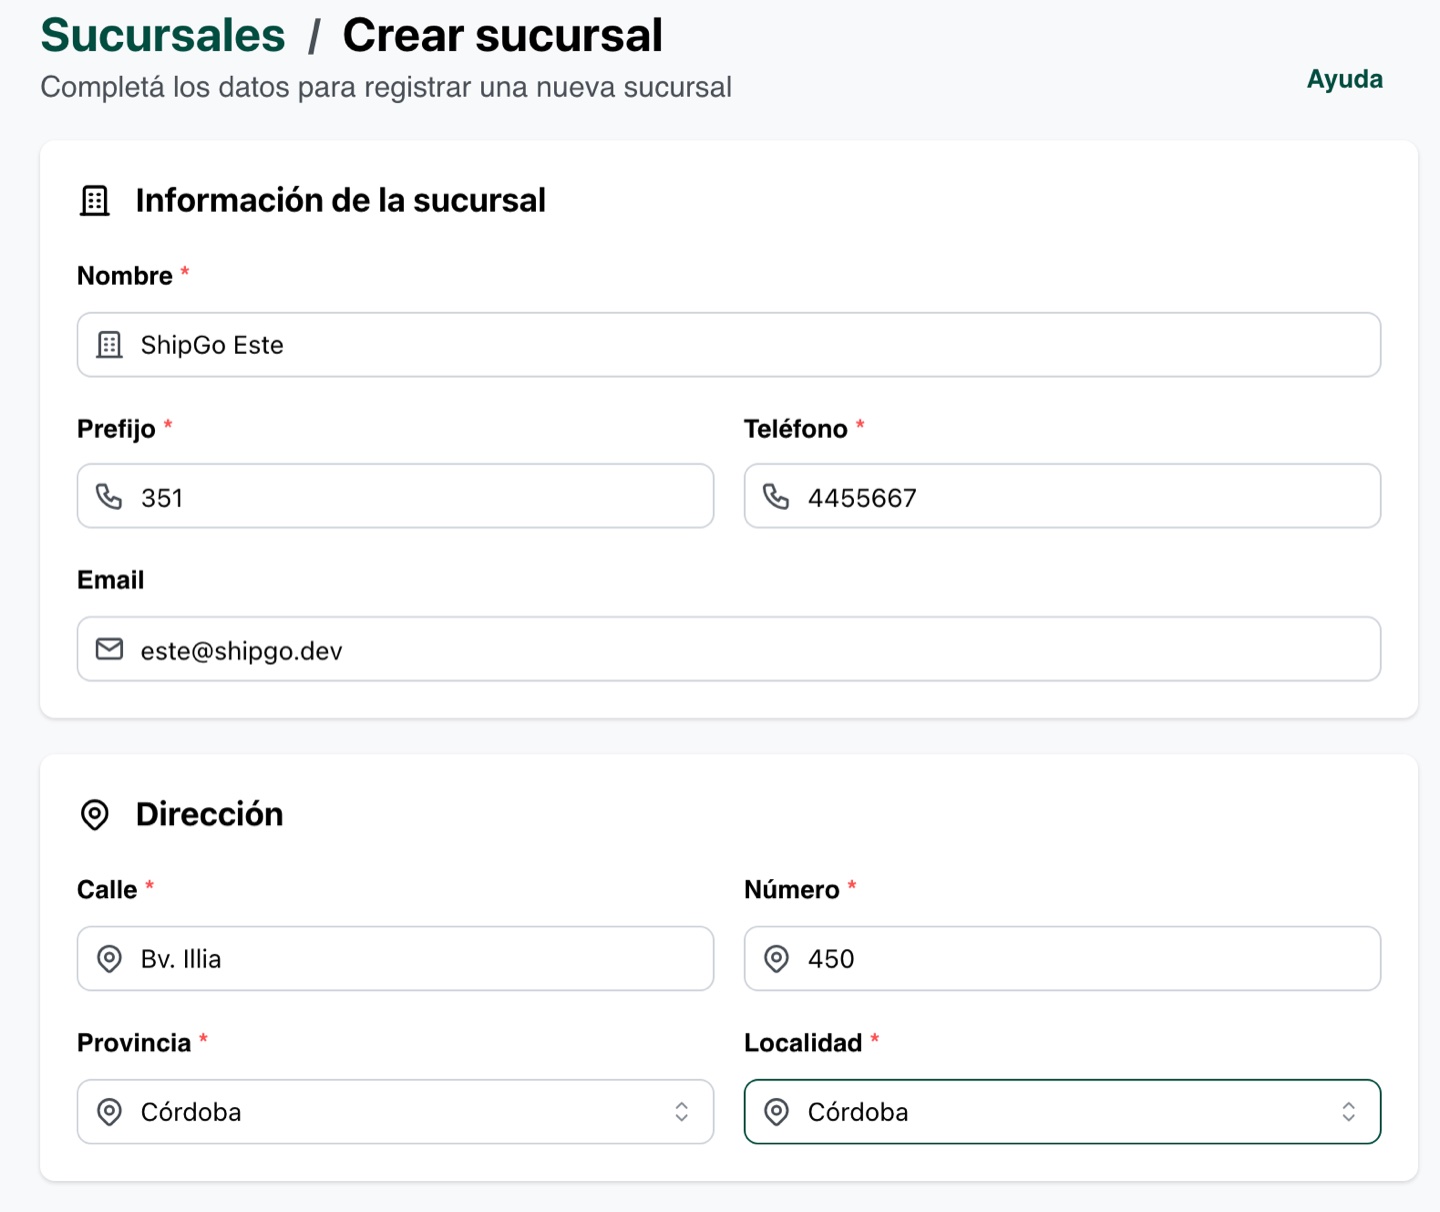 Sucursales / Crear sucursal
Completá los datos para registrar una nueva sucursal
Ayuda
Información de la sucursal
Nombre *
ShipGo Este
Prefijo * Teléfono *
351 4455667
Email
este@shipgo.dev
Dirección
Calle * Número *
Bv. Illia 450
Provincia * Localidad *
Córdoba Córdoba